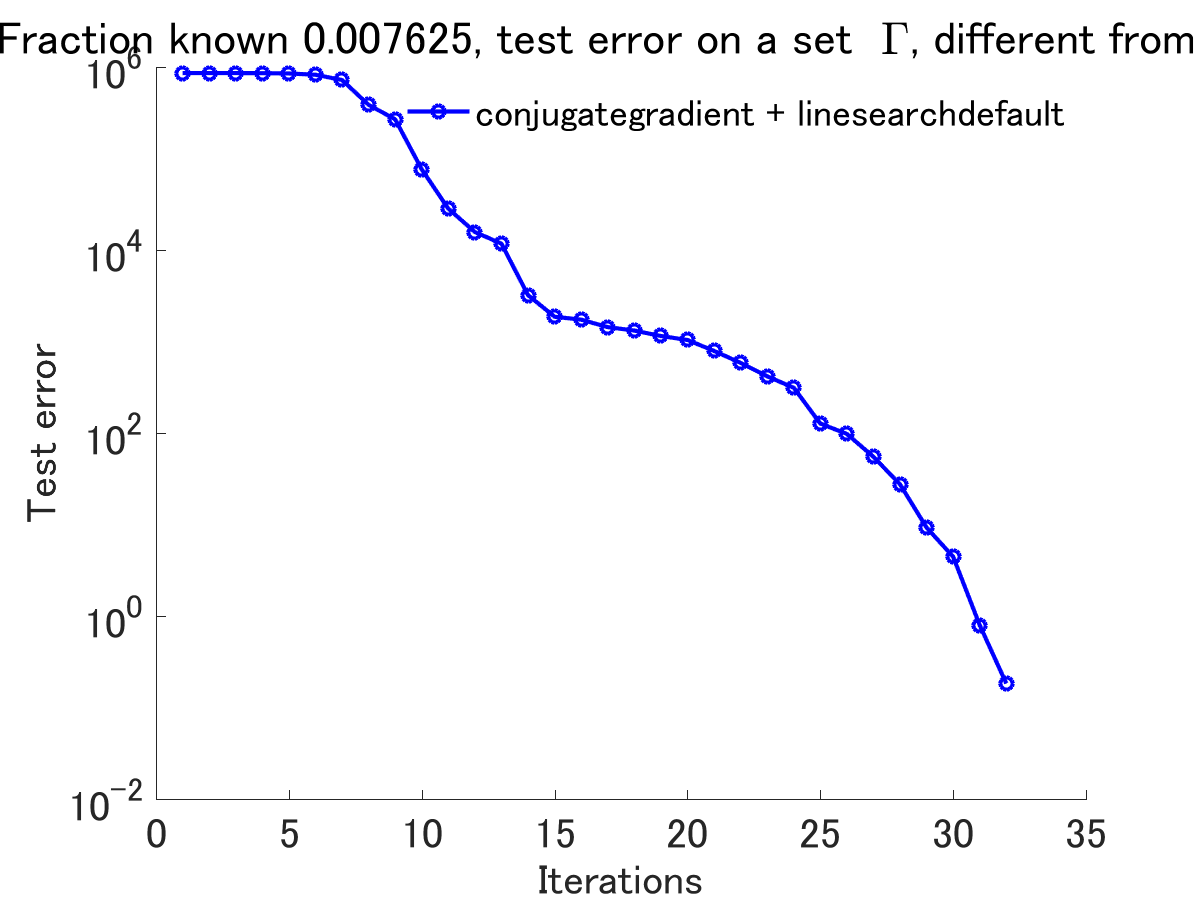 Fraction known 0.007625, test error on a set Γ, different from
10^6
conjugategradient + linesearchdefault
10^4
10^2
10^0
10^-2
Test error
0 5 10 15 20 25 30 35
Iterations